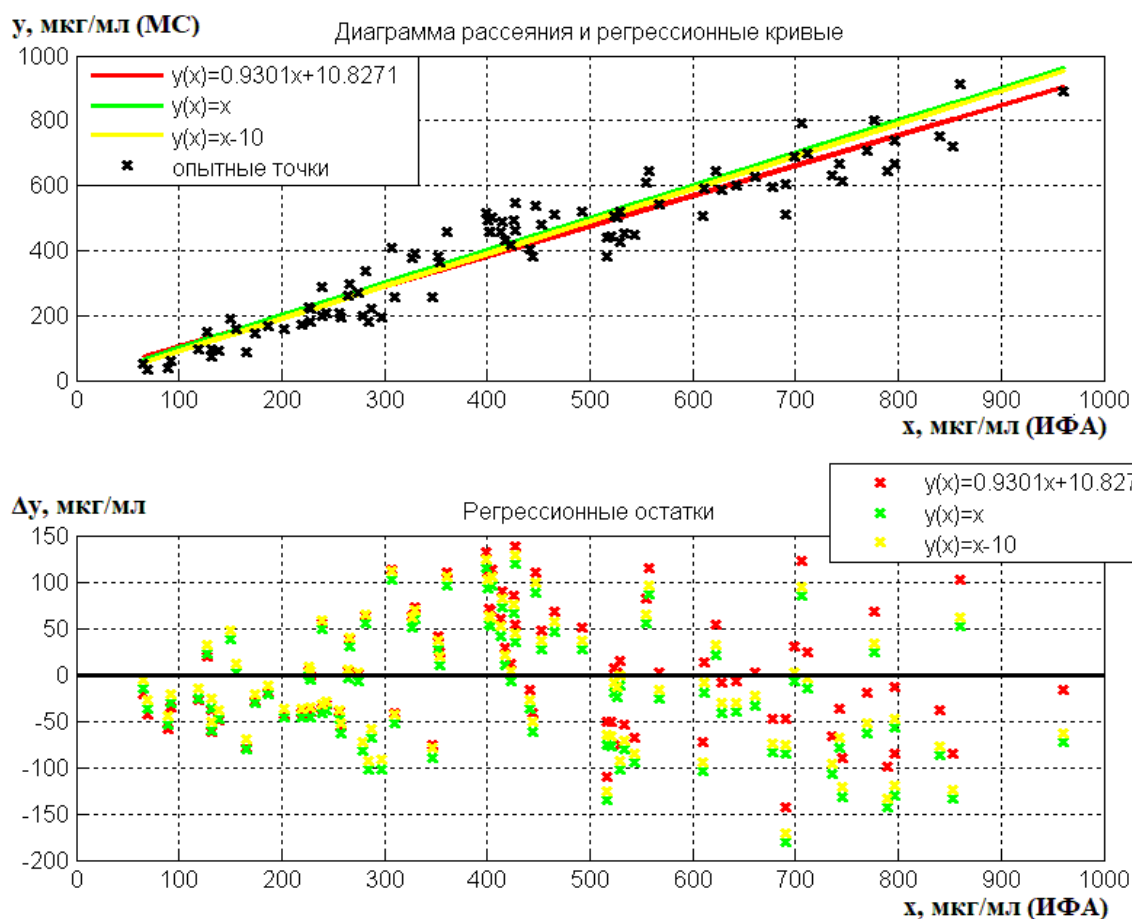 y, мкг/мл (МС)
Диаграмма рассеяния и регрессионные кривые
1000
800
600
400
200
0
y(x)=0.9301x+10.8271
y(x)=x
y(x)=x-10
опытные точки
0 100 200 300 400 500 600 700 800 900 1000
x, мкг/мл (ИФА)
Δy, мкг/мл
Регрессионные остатки
y(x)=0.9301x+10.827
y(x)=x
y(x)=x-10
150
100
50
0
-50
-100
-150
-200
0 100 200 300 400 500 600 700 800 900 1000
x, мкг/мл (ИФА)